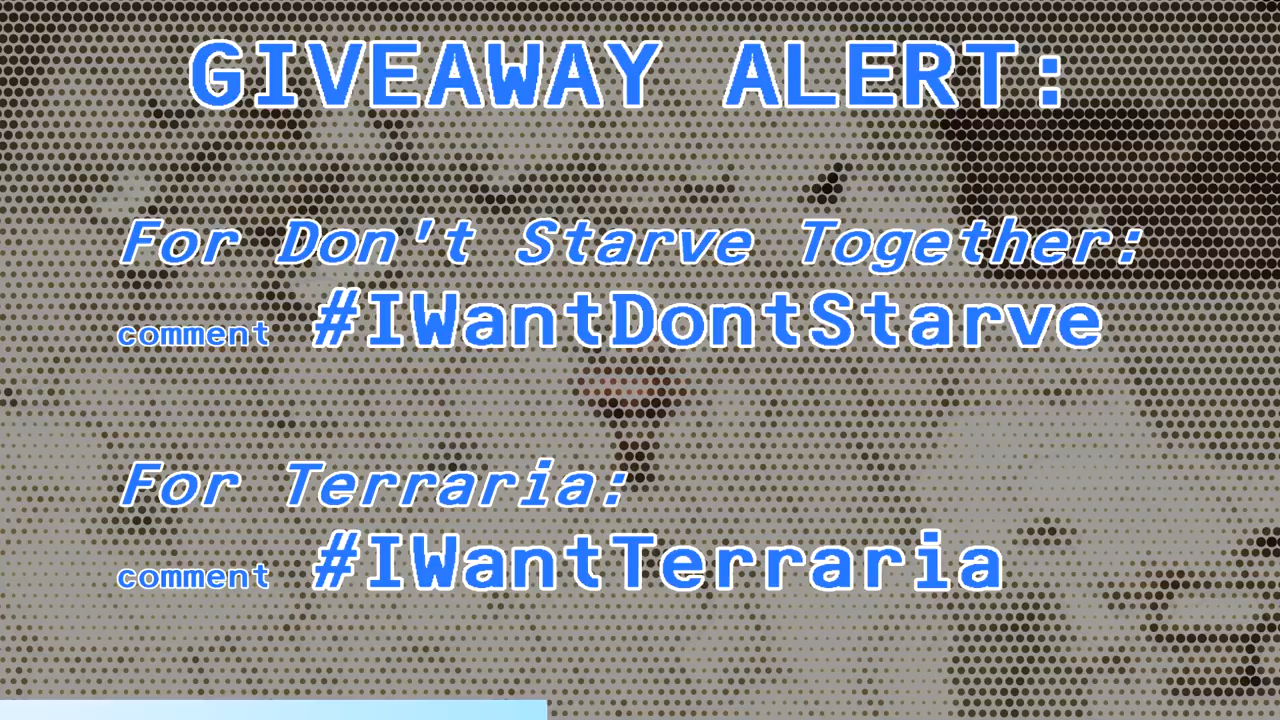 GIVEAWAY ALERT:
For Don't Starve Together:
comment #IWantDontStarve
For Terraria:
comment #IWantTerraria